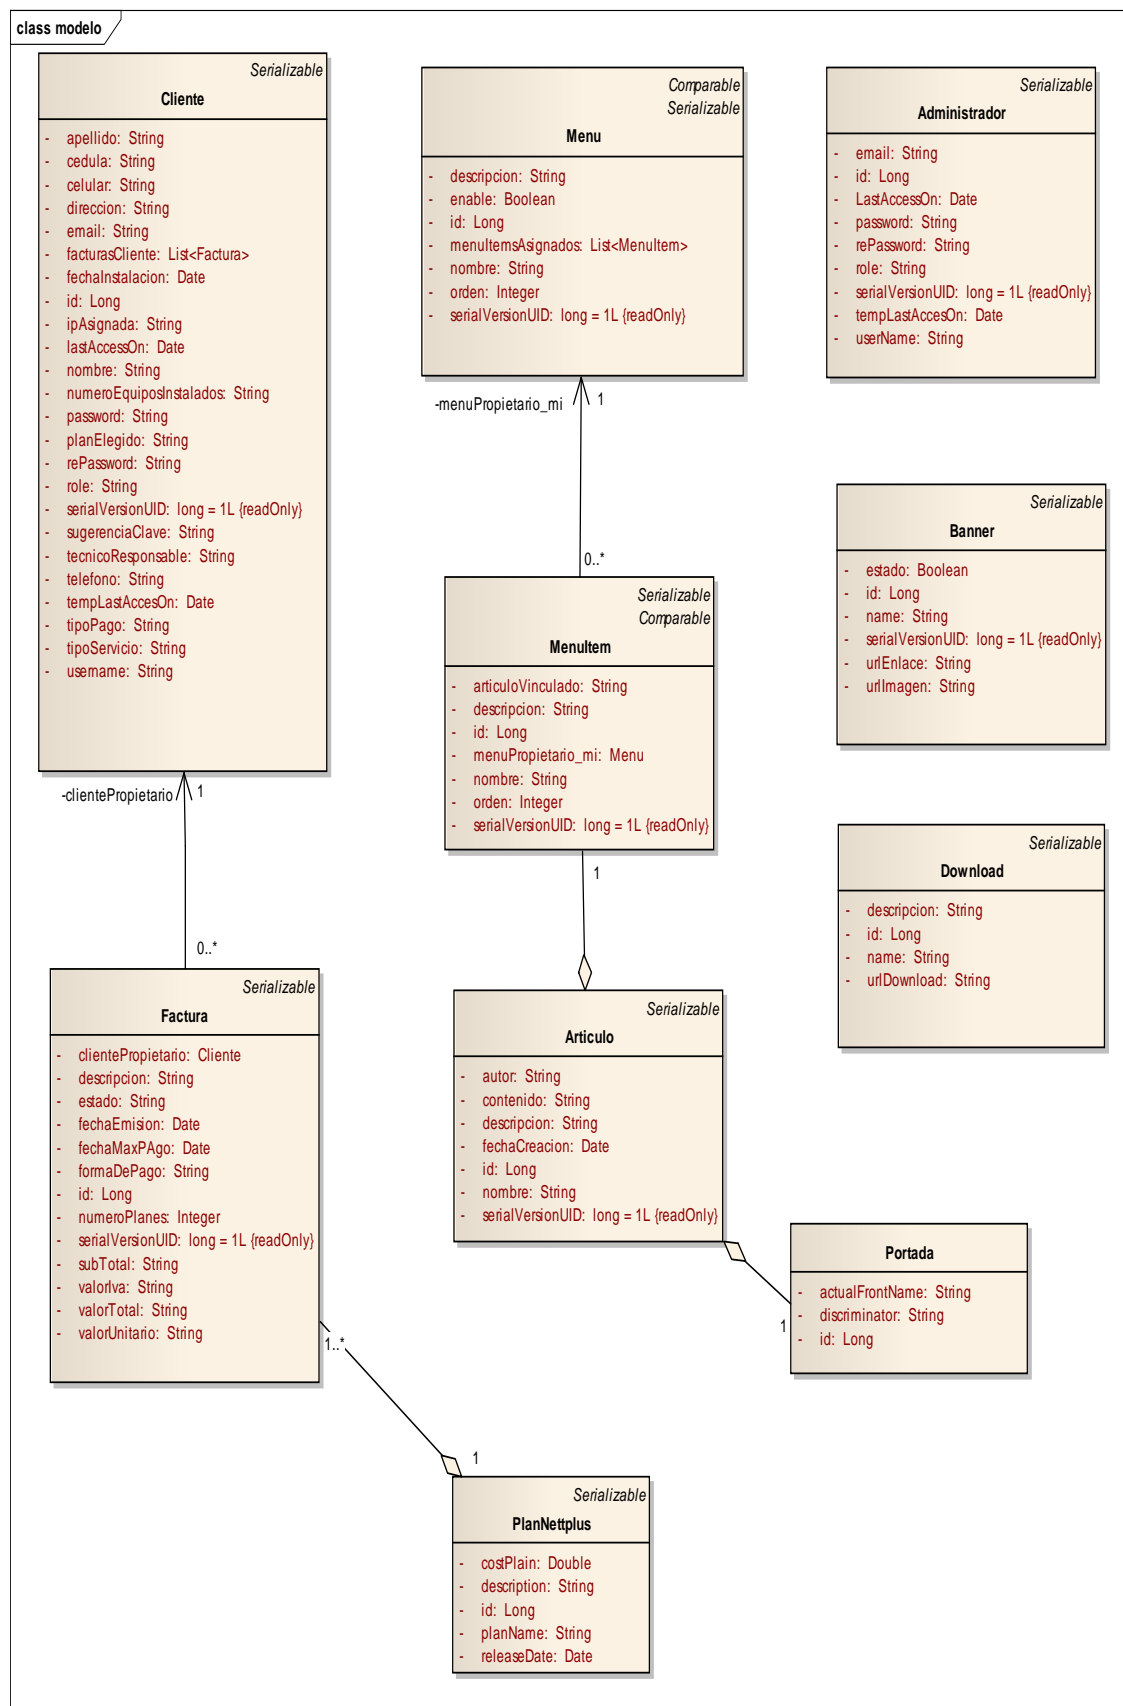 class modelo
Serializable
Cliente
- apellido: String
- cedula: String
- celular: String
- direccion: String
- email: String
- facturasCliente: List<Factura>
- fechaInstalacion: Date
- id: Long
- ipAsignada: String
- lastAccessOn: Date
- nombre: String
- numeroEquiposInstalados: String
- password: String
- planElegido: String
- rePassword: String
- role: String
- serialVersionUID: long = 1L {readOnly}
- sugerenciaClave: String
- tecnicoResponsable: String
- telefono: String
- tempLastAccesOn: Date
- tipoPago: String
- tipoServicio: String
- username: String
-clientePropietario
1
0..*
Serializable
Factura
- clientePropietario: Cliente
- descripcion: String
- estado: String
- fechaEmision: Date
- fechaMaxPAgo: Date
- formaDePago: String
- id: Long
- numeroPlanes: Integer
- serialVersionUID: long = 1L {readOnly}
- subTotal: String
- valorIva: String
- valorTotal: String
- valorUnitario: String
1..*
1
Serializable
PlanNettplus
- costPlain: Double
- description: String
- id: Long
- planName: String
- releaseDate: Date
Comparable
Serializable
Menu
- descripcion: String
- enable: Boolean
- id: Long
- menuItemsAsignados: List<MenuItem>
- nombre: String
- orden: Integer
- serialVersionUID: long = 1L {readOnly}
-menuPropietario_mi
1
0..*
Serializable
Comparable
MenuItem
- articuloVinculado: String
- descripcion: String
- id: Long
- menuPropietario_mi: Menu
- nombre: String
- orden: Integer
- serialVersionUID: long = 1L {readOnly}
1
Serializable
Articulo
- autor: String
- contenido: String
- descripcion: String
- fechaCreacion: Date
- id: Long
- nombre: String
- serialVersionUID: long = 1L {readOnly}
1
Portada
- actualFrontName: String
- discriminator: String
- id: Long
Serializable
Administrador
- email: String
- id: Long
- LastAccessOn: Date
- password: String
- rePassword: String
- role: String
- serialVersionUID: long = 1L {readOnly}
- tempLastAccesOn: Date
- userName: String
Serializable
Banner
- estado: Boolean
- id: Long
- name: String
- serialVersionUID: long = 1L {readOnly}
- urlEnlace: String
- urlImagen: String
Serializable
Download
- descripcion: String
- id: Long
- name: String
- urlDownload: String